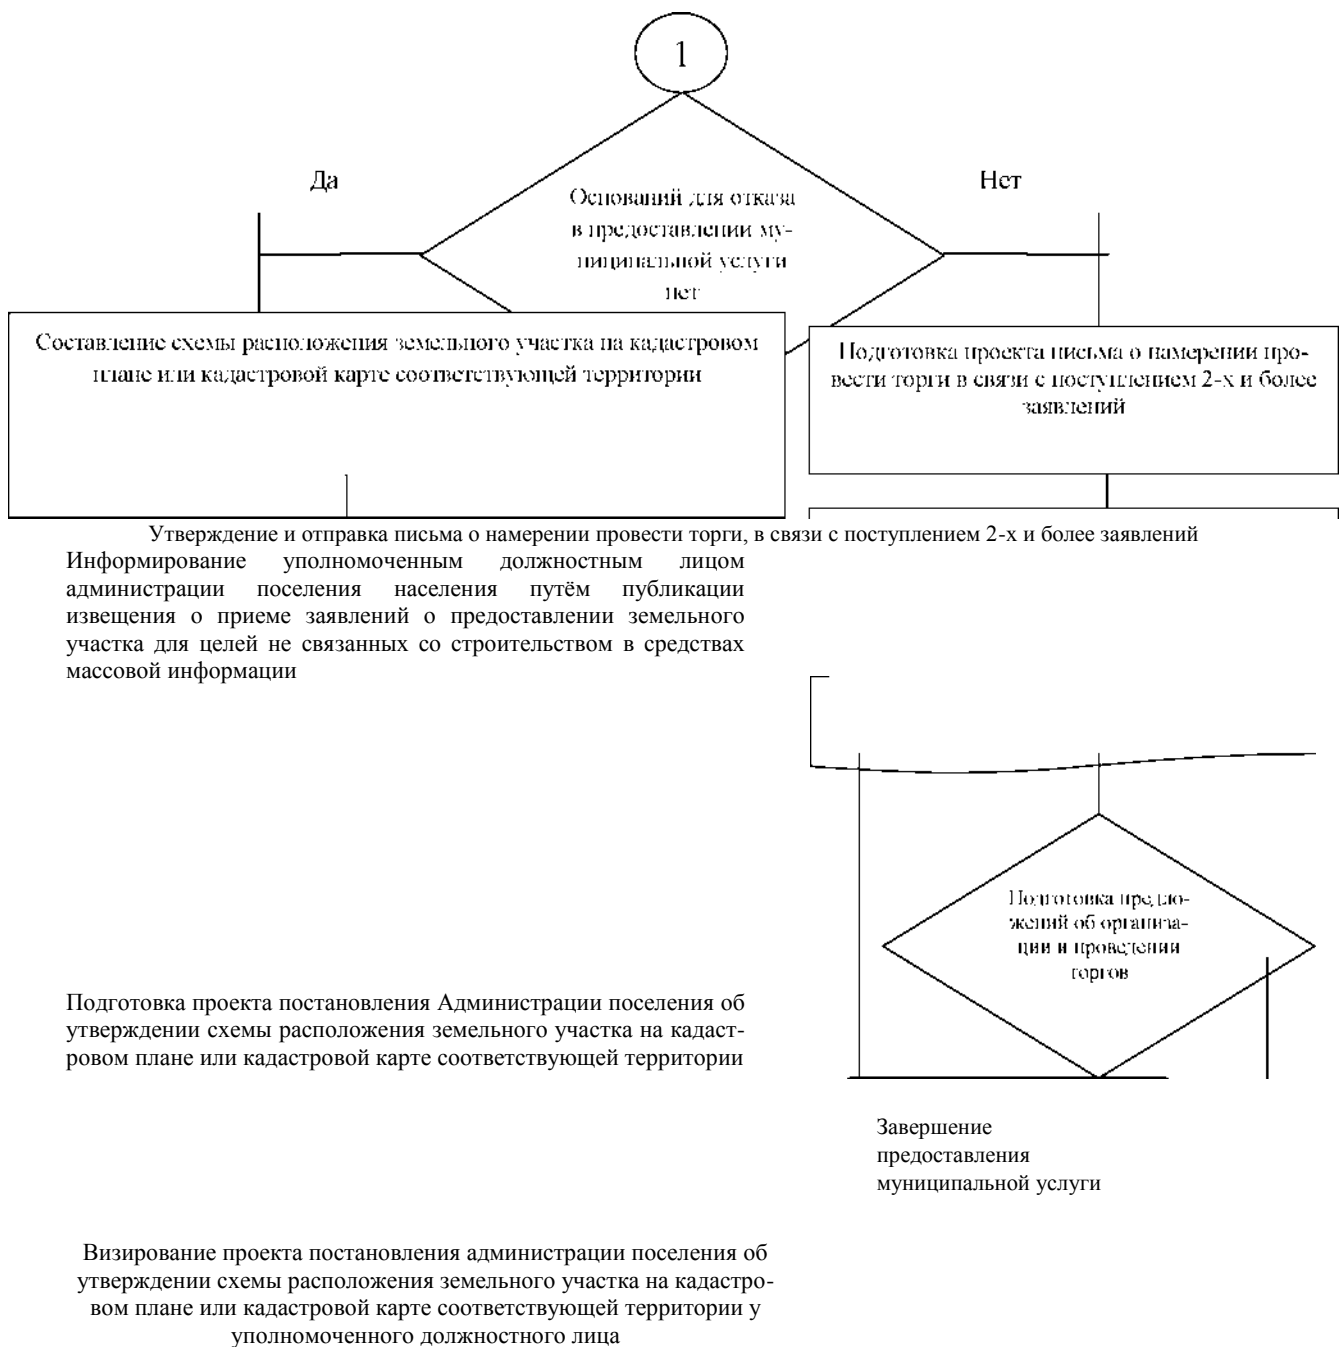 1
Да
Нет
Оснований для отказа
в предоставлении му-
ниципальной услуги
нет
Составление схемы расположения земельного участка на кадастровом
плане или кадастровой карте соответствующей территории
Подготовка проекта письма о намерении про-
вести торги в связи с поступлением 2-х и более
заявлений
Утверждение и отправка письма о намерении провести торги, в связи с поступлением 2-х и более заявлений
Информирование уполномоченным должностным лицом
администрации поселения населения путём публикации
извещения о приеме заявлений о предоставлении земельного
участка для целей не связанных со строительством в средствах
массовой информации
Подготовка предло-
жений об организа-
ции и проведении
торгов
Подготовка проекта постановления Администрации поселения об
утверждении схемы расположения земельного участка на кадаст-
ровом плане или кадастровой карте соответствующей территории
Завершение
предоставления
муниципальной услуги
Визирование проекта постановления администрации поселения об
утверждении схемы расположения земельного участка на кадастро-
вом плане или кадастровой карте соответствующей территории у
уполномоченного должностного лица